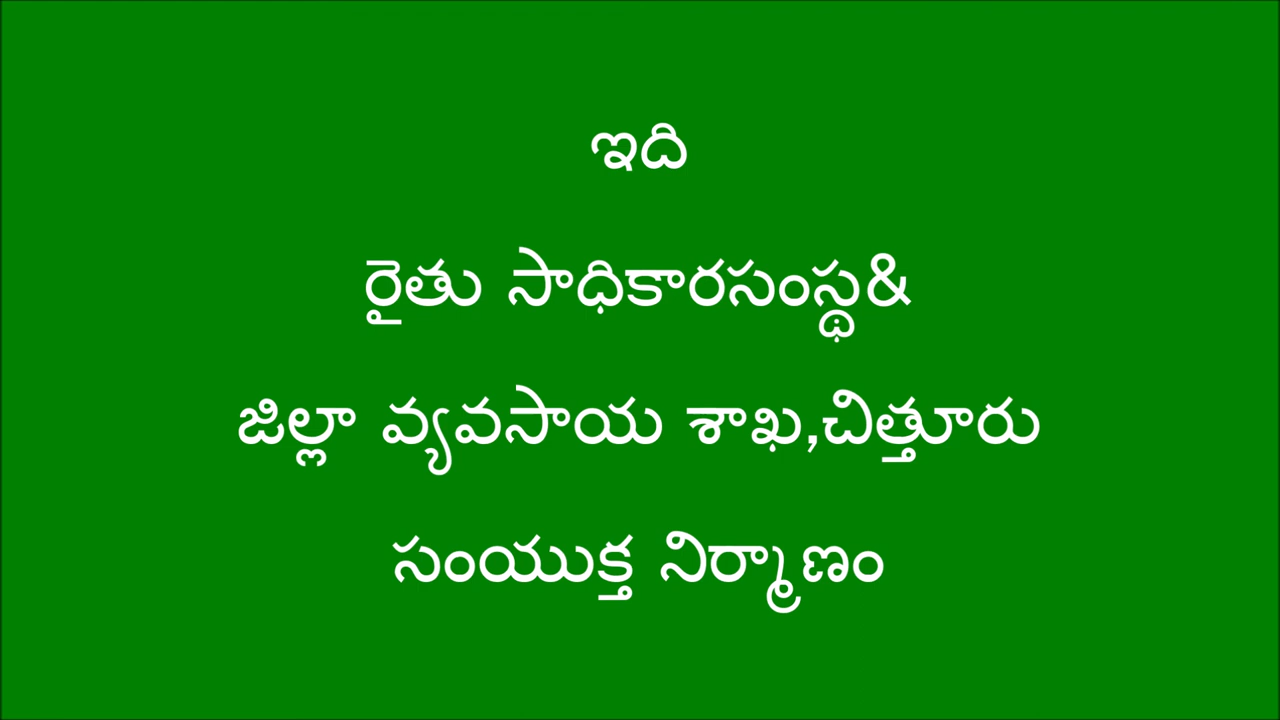 ఇది
రైతు సాధికారసంస్థ&
జిల్లా వ్యవసాయ శాఖ,చిత్తూరు
సంయుక్త నిర్మాణం